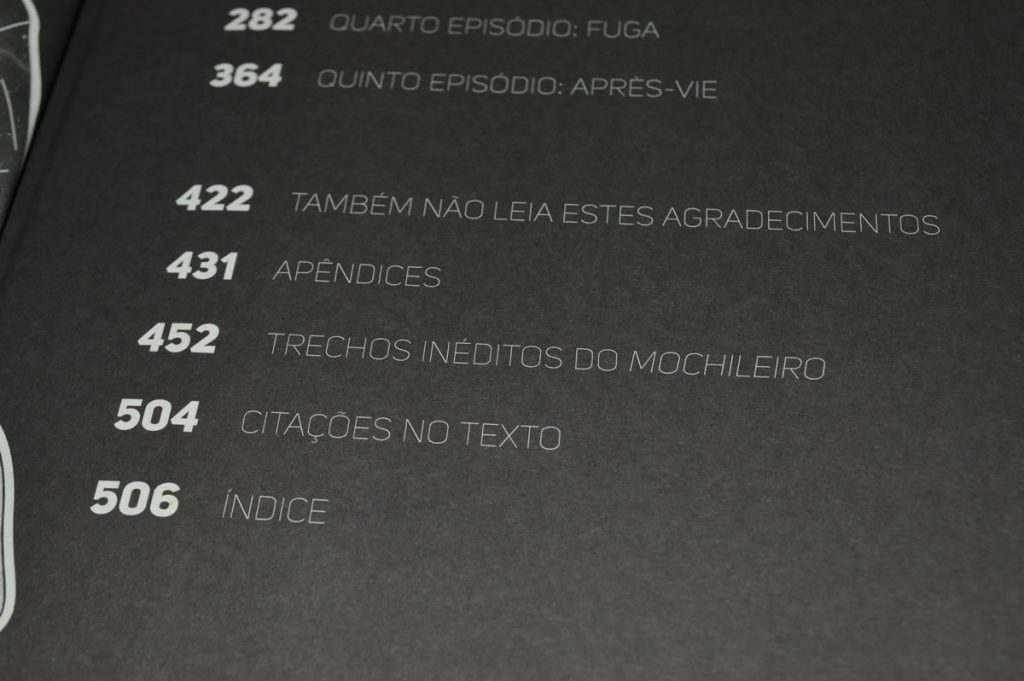 282 QUARTO EPISÓDIO: FUGA
364 QUINTO EPISÓDIO: APRÈS-VIE
422 TAMBÉM NÃO LEIA ESTES AGRADECIMENTOS
431 APÊNDICES
452 TRECHOS INÉDITOS DO MOCHILEIRO
504 CITAÇÕES NO TEXTO
506 ÍNDICE